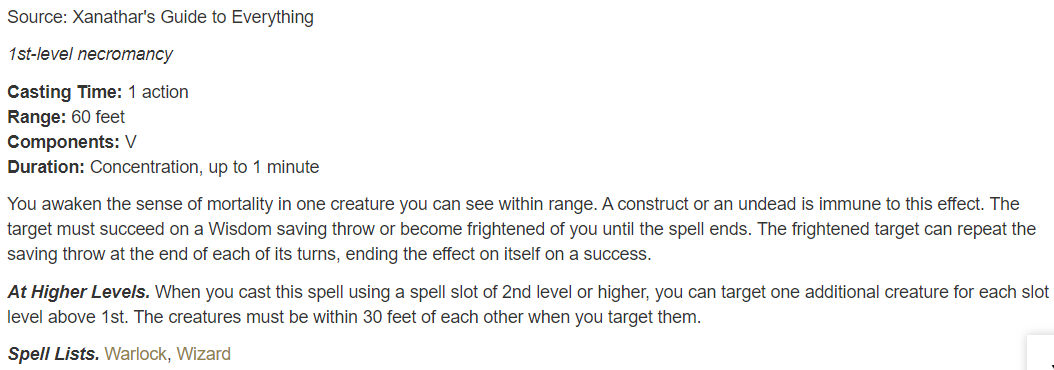 Source: Xanathar's Guide to Everything
1st-level necromancy
Casting Time: 1 action
Range: 60 feet
Components: V
Duration: Concentration, up to 1 minute
You awaken the sense of mortality in one creature you can see within range. A construct or an undead is immune to this effect. The
target must succeed on a Wisdom saving throw or become frightened of you until the spell ends. The frightened target can repeat the
saving throw at the end of each of its turns, ending the effect on itself on a success.
At Higher Levels. When you cast this spell using a spell slot of 2nd level or higher, you can target one additional creature for each slot
level above 1st. The creatures must be within 30 feet of each other when you target them.
Spell Lists. Warlock, Wizard